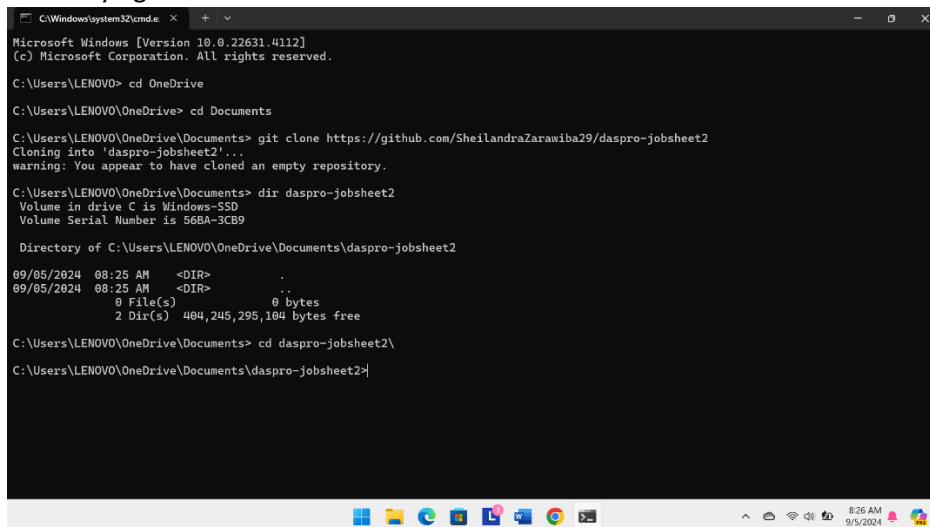 C:\Windows\system32\cmd.e:
Microsoft Windows [Version 10.0.22631.4112]
(c) Microsoft Corporation. All rights reserved.
C:\Users\LENOVO> cd OneDrive
C:\Users\LENOVO\OneDrive> cd Documents
C:\Users\LENOVO\OneDrive\Documents> git clone https://github.com/SheilandraZarawiba29/daspro-jobsheet2
Cloning into 'daspro-jobsheet2'...
warning: You appear to have cloned an empty repository.
C:\Users\LENOVO\OneDrive\Documents> dir daspro-jobsheet2
Volume in drive C is Windows-SSD
Volume Serial Number is 56BA-3CB9
Directory of C:\Users\LENOVO\OneDrive\Documents\daspro-jobsheet2
09/05/2024 08:25 AM <DIR> .
09/05/2024 08:25 AM <DIR> ..
0 File(s) 0 bytes
2 Dir(s) 404,245,295,104 bytes free
C:\Users\LENOVO\OneDrive\Documents> cd daspro-jobsheet2\
C:\Users\LENOVO\OneDrive\Documents\daspro-jobsheet2>
8:26 AM
9/5/2024